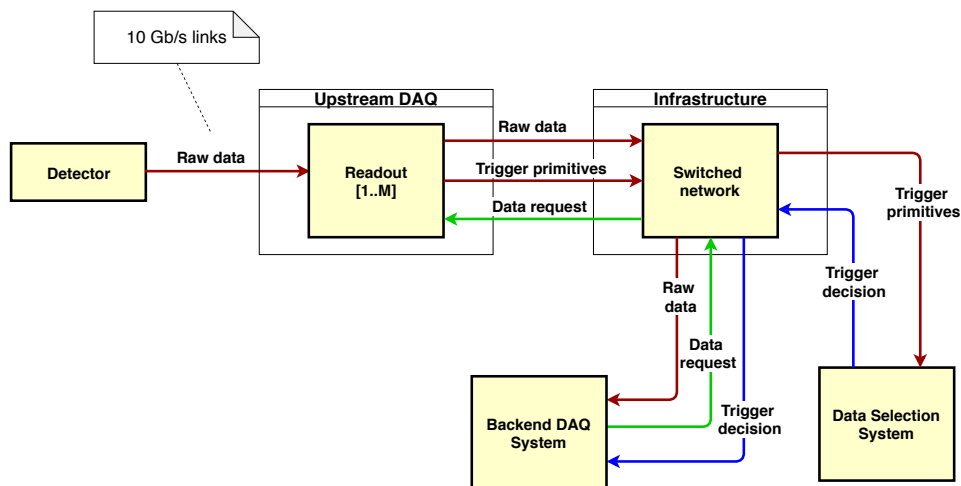 10 Gb/s links
Upstream DAQ
Infrastructure
Raw data
Raw data
Detector
Readout
[1..M]
Trigger primitives
Switched
network
Data request
Trigger
primitives
Raw
data
Trigger
decision
Data
request
Backend DAQ
System
Trigger
decision
Data Selection
System